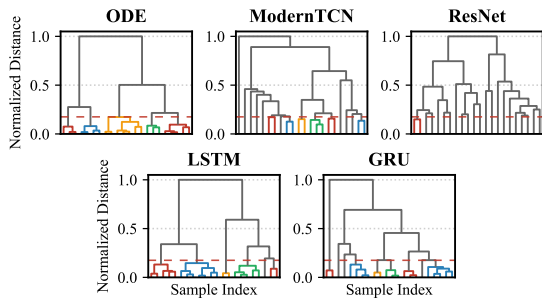 ODE ModernTCN ResNet
Normalized Distance
1.0 1.0 1.0
0.5 0.5 0.5
0.0 0.0 0.0
LSTM GRU
Normalized Distance
1.0 1.0
0.5 0.5
0.0 0.0
Sample Index Sample Index